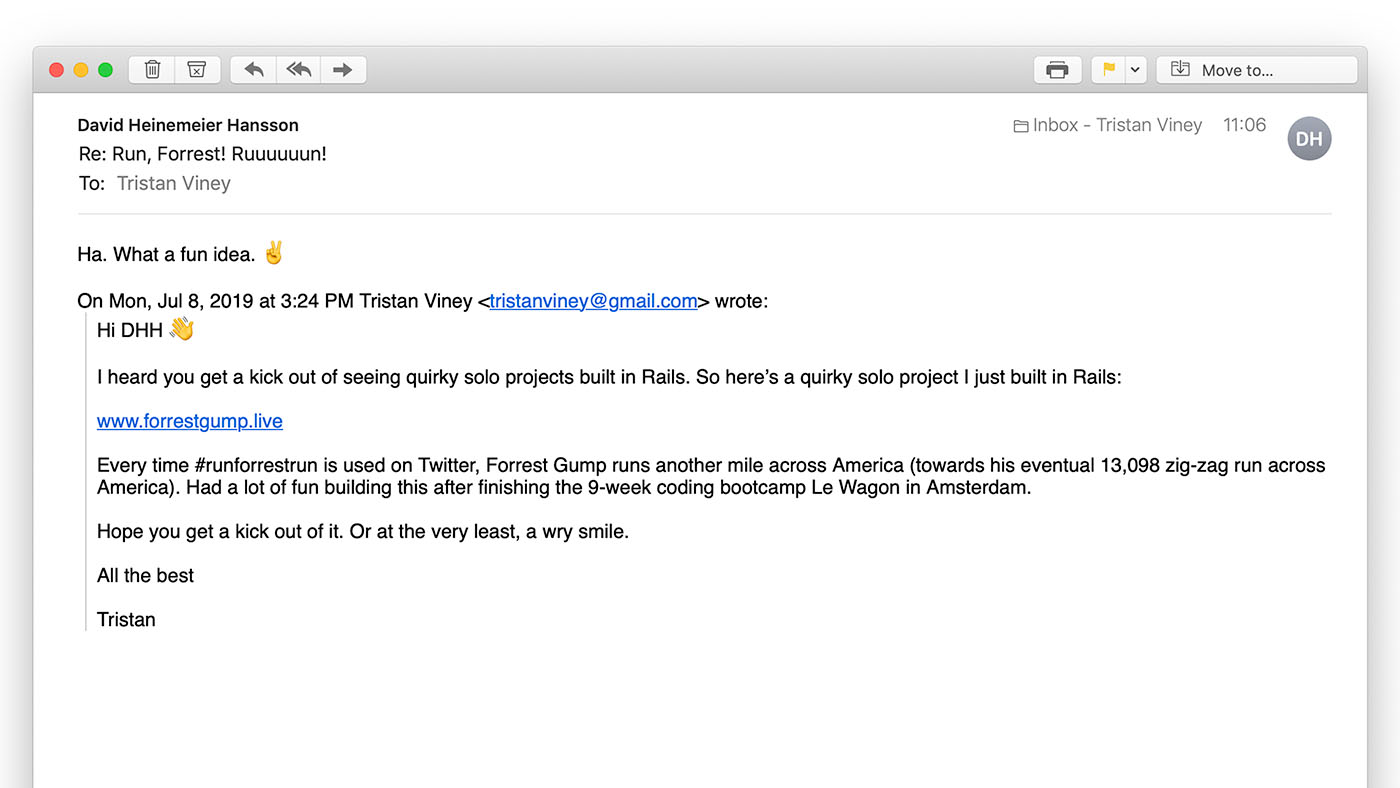 Move to...
David Heinemeier Hansson
Inbox - Tristan Viney 11:06
DH
Re: Run, Forrest! Ruuuuuun!
To: Tristan Viney
Ha. What a fun idea. ✌️
On Mon, Jul 8, 2019 at 3:24 PM Tristan Viney <tristanviney@gmail.com> wrote:
Hi DHH 👋
I heard you get a kick out of seeing quirky solo projects built in Rails. So here’s a quirky solo project I just built in Rails:
www.forrestgump.live
Every time #runforrestrun is used on Twitter, Forrest Gump runs another mile across America (towards his eventual 13,098 zig-zag run across
America). Had a lot of fun building this after finishing the 9-week coding bootcamp Le Wagon in Amsterdam.
Hope you get a kick out of it. Or at the very least, a wry smile.
All the best
Tristan